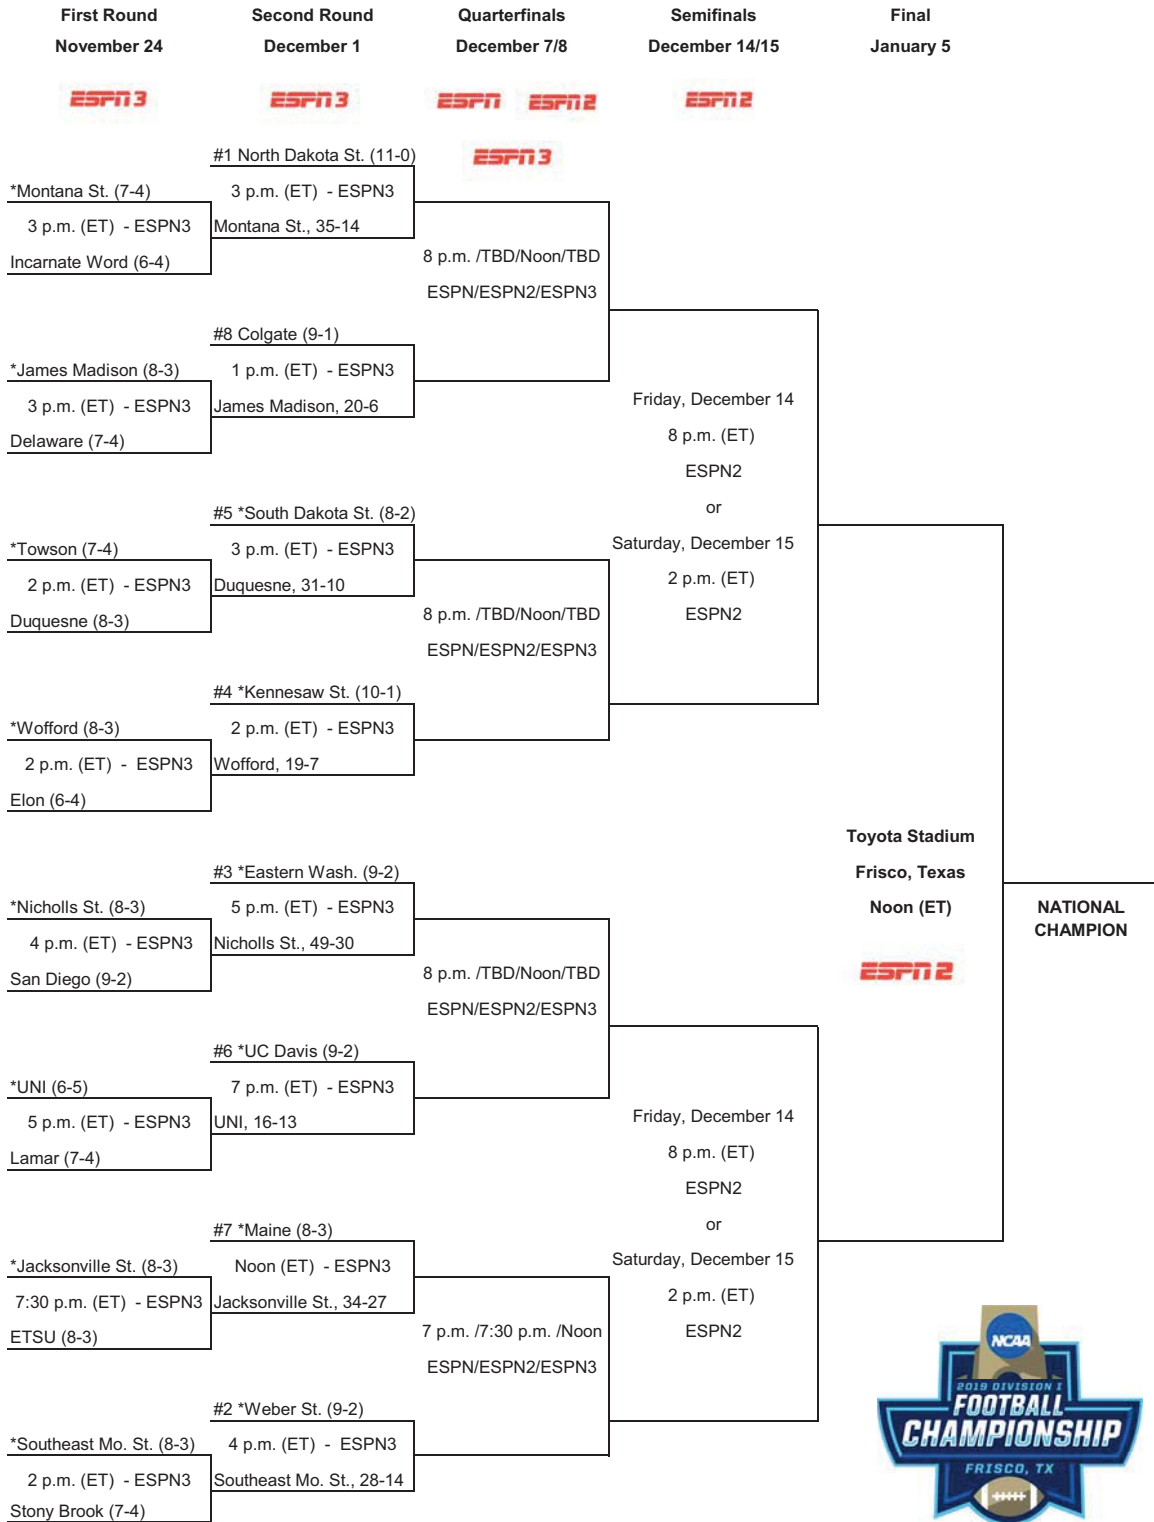 First Round
November 24
ESPN3
Second Round
December 1
ESPN3
Quarterfinals
December 7/8
ESPN ESPN2
ESPN3
Semifinals
December 14/15
ESPN2
Final
January 5
*Montana St. (7-4)
3 p.m. (ET) - ESPN3
Incarnate Word (6-4)
*James Madison (8-3)
3 p.m. (ET) - ESPN3
Delaware (7-4)
*Towson (7-4)
2 p.m. (ET) - ESPN3
Duquesne (8-3)
*Wofford (8-3)
2 p.m. (ET) - ESPN3
Elon (6-4)
*Nicholls St. (8-3)
4 p.m. (ET) - ESPN3
San Diego (9-2)
*UNI (6-5)
5 p.m. (ET) - ESPN3
Lamar (7-4)
*Jacksonville St. (8-3)
7:30 p.m. (ET) - ESPN3
ETSU (8-3)
*Southeast Mo. St. (8-3)
2 p.m. (ET) - ESPN3
Stony Brook (7-4)
#1 North Dakota St. (11-0)
3 p.m. (ET) - ESPN3
Montana St., 35-14
#8 Colgate (9-1)
1 p.m. (ET) - ESPN3
James Madison, 20-6
#5 *South Dakota St. (8-2)
3 p.m. (ET) - ESPN3
Duquesne, 31-10
#4 *Kennesaw St. (10-1)
2 p.m. (ET) - ESPN3
Wofford, 19-7
#3 *Eastern Wash. (9-2)
5 p.m. (ET) - ESPN3
Nicholls St., 49-30
#6 *UC Davis (9-2)
7 p.m. (ET) - ESPN3
UNI, 16-13
#7 *Maine (8-3)
Noon (ET) - ESPN3
Jacksonville St., 34-27
#2 *Weber St. (9-2)
4 p.m. (ET) - ESPN3
Southeast Mo. St., 28-14
8 p.m. /TBD/Noon/TBD
ESPN/ESPN2/ESPN3
8 p.m. /TBD/Noon/TBD
ESPN/ESPN2/ESPN3
8 p.m. /TBD/Noon/TBD
ESPN/ESPN2/ESPN3
7 p.m. /7:30 p.m. /Noon
ESPN/ESPN2/ESPN3
Friday, December 14
8 p.m. (ET)
ESPN2
or
Saturday, December 15
2 p.m. (ET)
ESPN2
Friday, December 14
8 p.m. (ET)
ESPN2
or
Saturday, December 15
2 p.m. (ET)
ESPN2
Toyota Stadium
Frisco, Texas
Noon (ET)
ESPN2
NATIONAL
CHAMPION
NCAA
2019 DIVISION I
FOOTBALL
CHAMPIONSHIP
FRISCO, TX